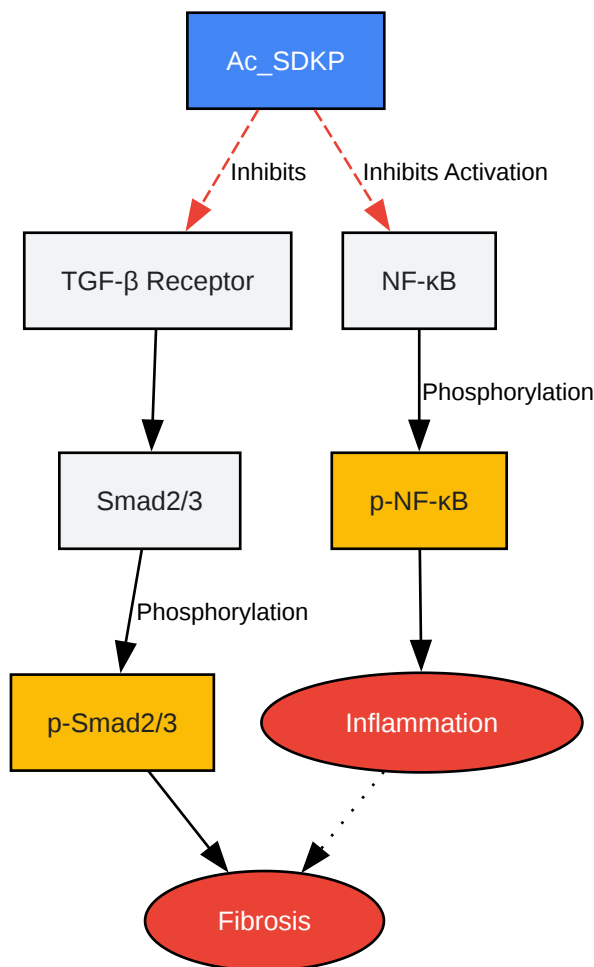 Ac_SDKP
Inhibits
Inhibits Activation
TGF-β Receptor
NF-κB
Phosphorylation
Smad2/3
p-NF-κB
Phosphorylation
p-Smad2/3
Inflammation
Fibrosis